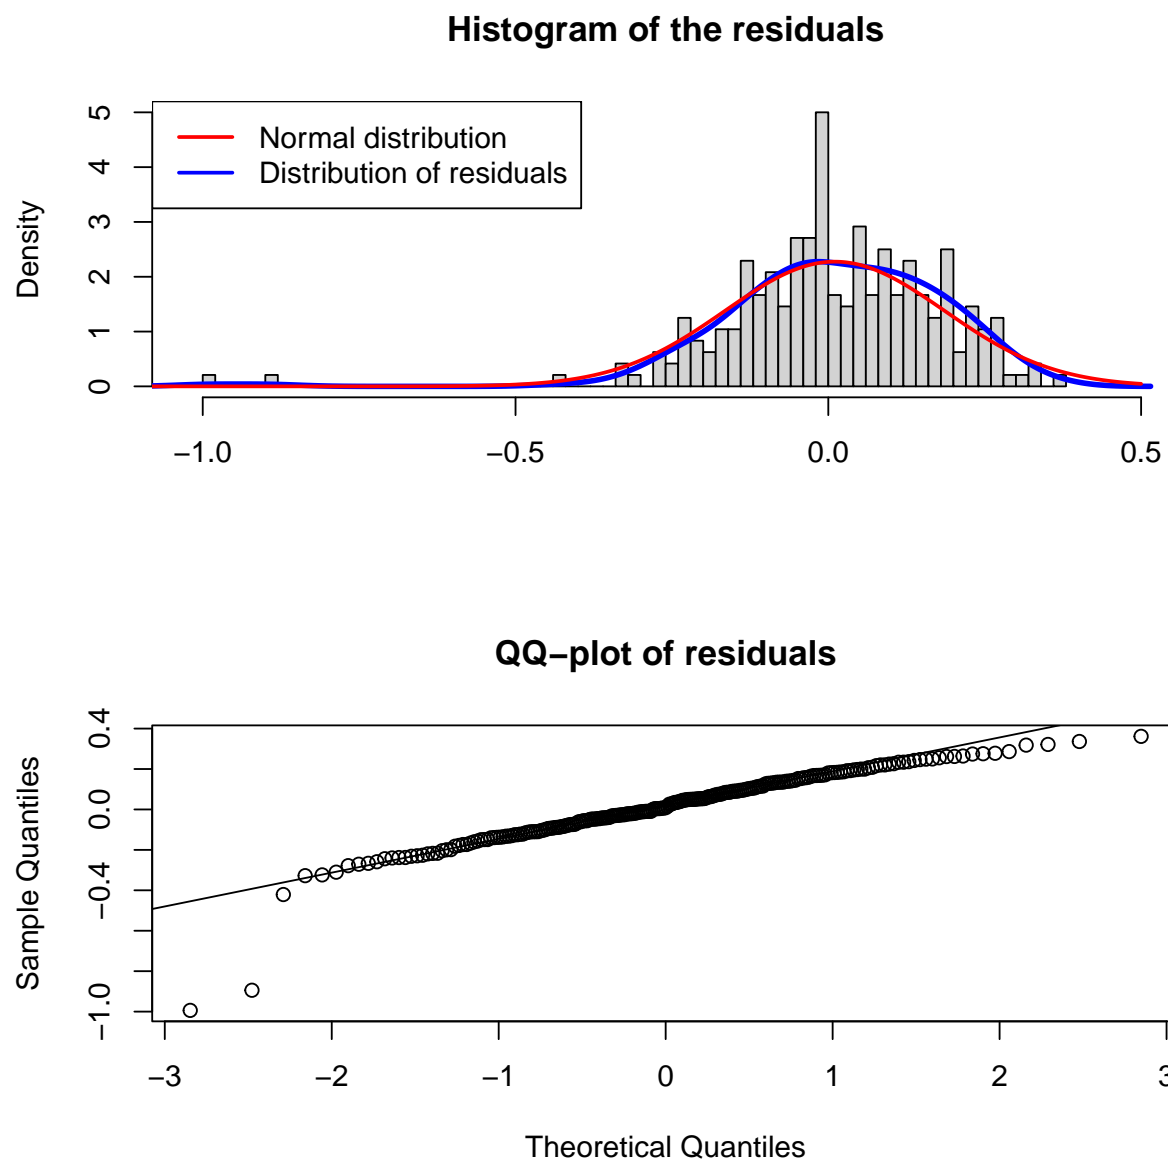 Histogram of the residuals
Density
5
4
3
2
1
0
Normal distribution
Distribution of residuals
−1.0 −0.5 0.0 0.5
QQ−plot of residuals
Sample Quantiles
0.4
0.0
−0.4
−1.0
−3 −2 −1 0 1 2 3
Theoretical Quantiles